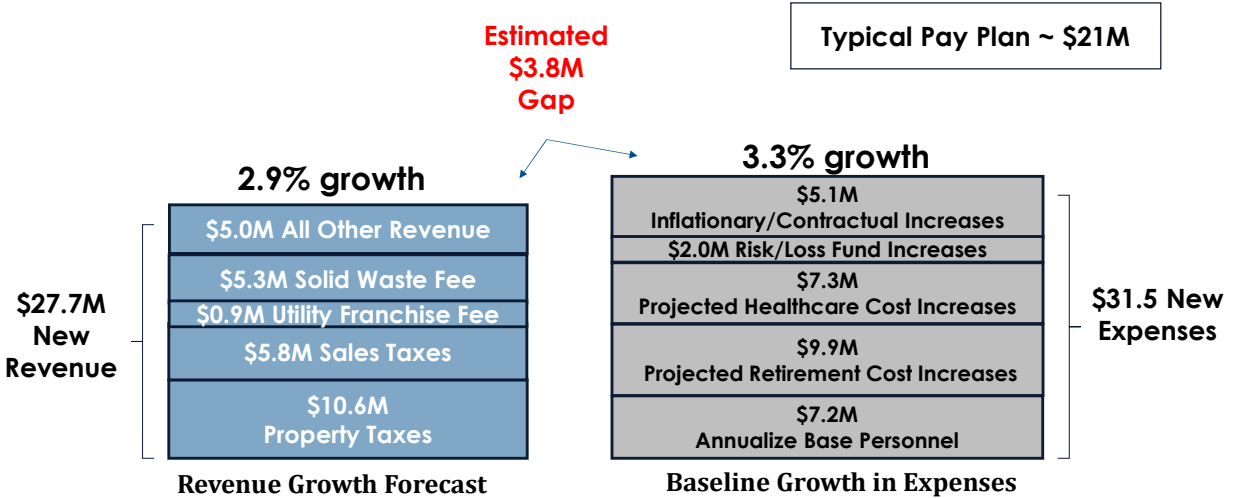 Estimated
$3.8M
Gap
Typical Pay Plan ~ $21M
2.9% growth
$5.0M All Other Revenue
$5.3M Solid Waste Fee
$0.9M Utility Franchise Fee
$5.8M Sales Taxes
$10.6M
Property Taxes
$27.7M
New
Revenue
Revenue Growth Forecast
3.3% growth
$5.1M
Inflationary/Contractual Increases
$2.0M Risk/Loss Fund Increases
$7.3M
Projected Healthcare Cost Increases
$9.9M
Projected Retirement Cost Increases
$7.2M
Annualize Base Personnel
$31.5 New
Expenses
Baseline Growth in Expenses